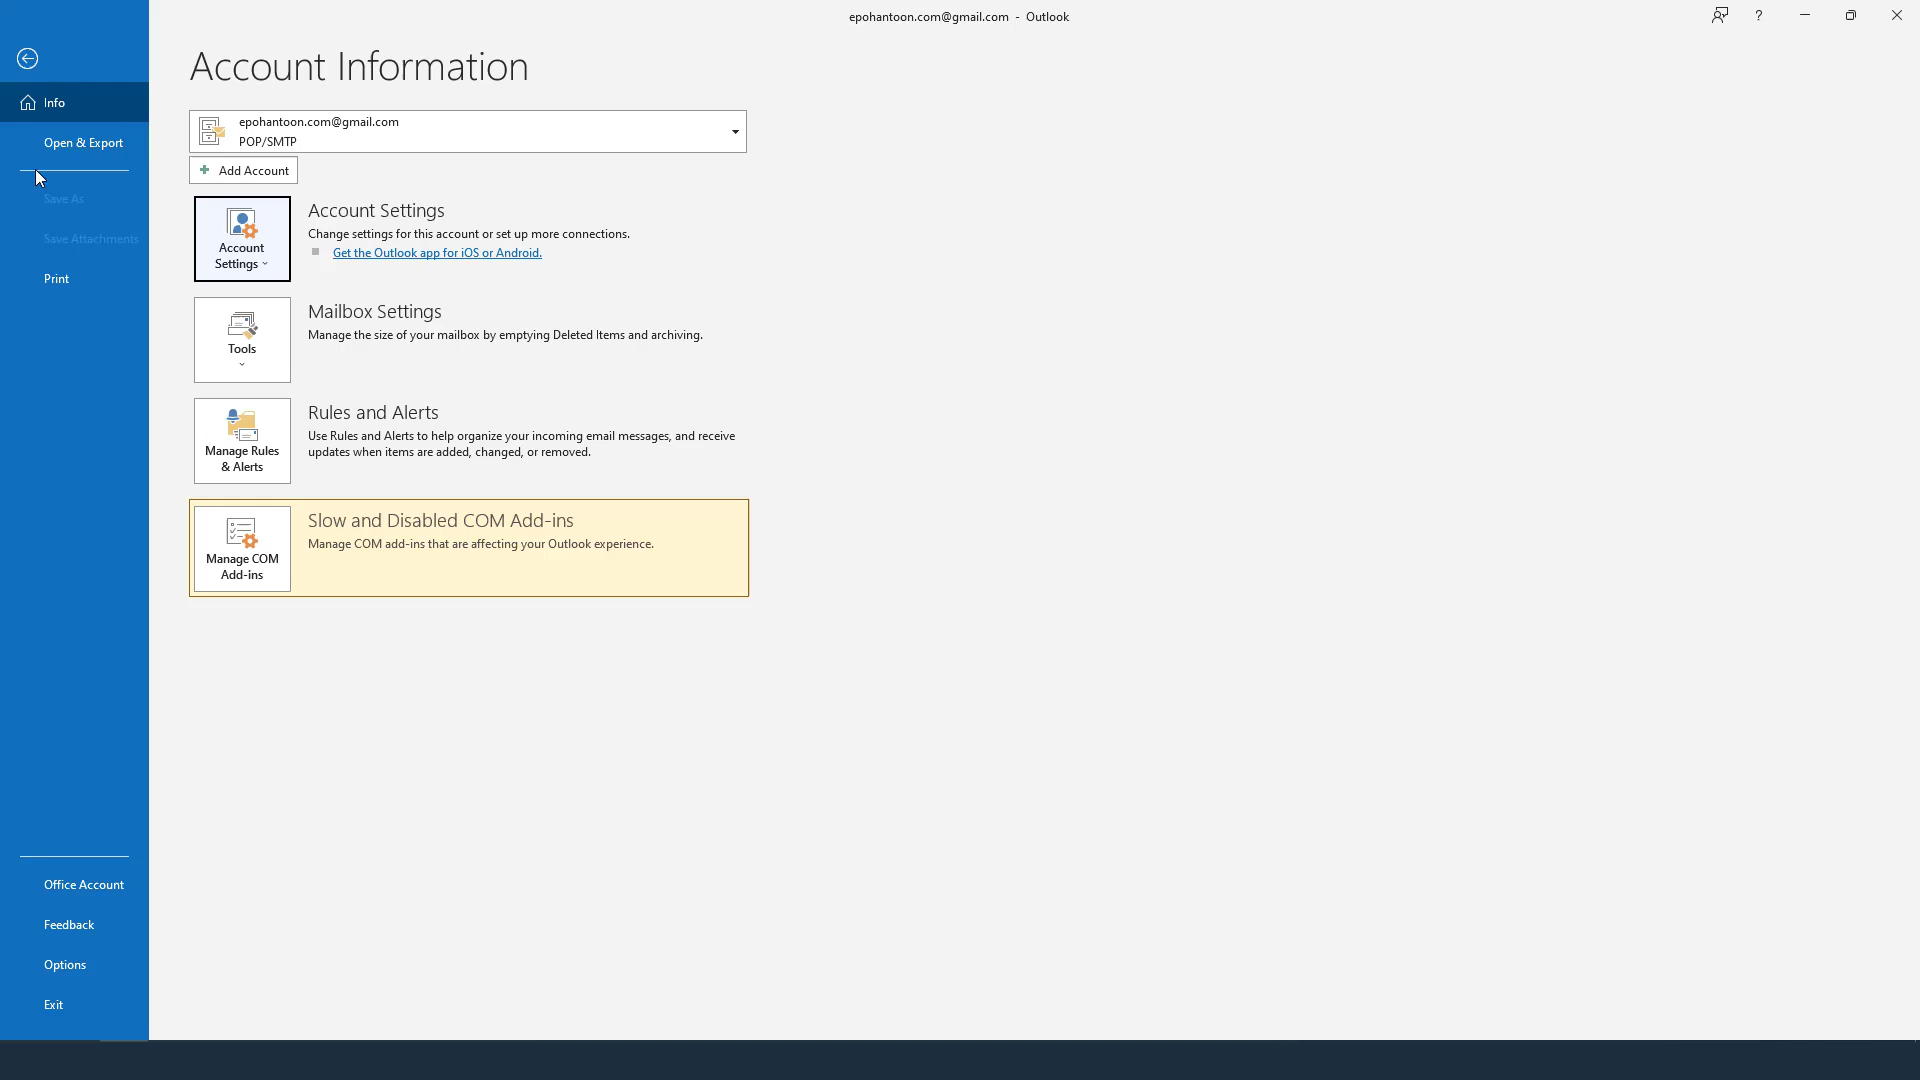 epohantoon.com@gmail.com - Outlook
?
Account Information
Info
epohantoon.com@gmail.com
POP/SMTP
Open & Export
Add Account
Save As
Account Settings
Account
Settings
Change settings for this account or set up more connections.
Get the Outlook app for iOS or Android.
Save Attachments
Print
Mailbox Settings
Manage the size of your mailbox by emptying Deleted Items and archiving.
Tools
Rules and Alerts
Use Rules and Alerts to help organize your incoming email messages, and receive
updates when items are added, changed, or removed.
Manage Rules
& Alerts
Slow and Disabled COM Add-ins
Manage COM add-ins that are affecting your Outlook experience.
Manage COM
Add-ins
Office Account
Feedback
Options
Exit